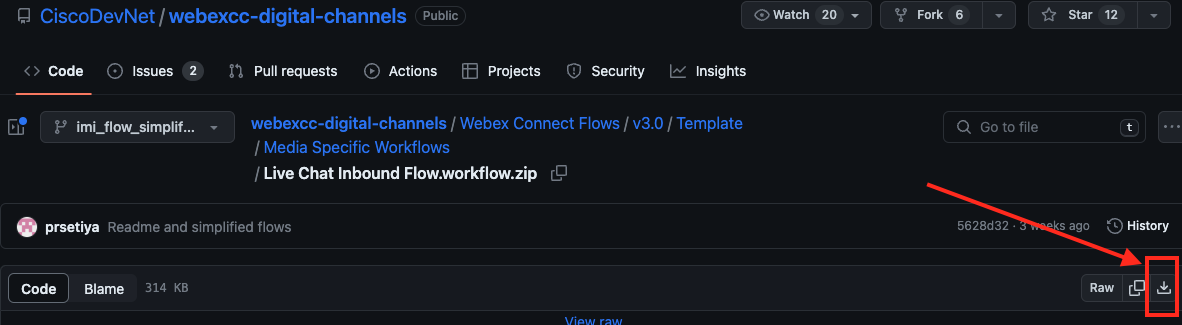 CiscoDevNet / webexcc-digital-channels Public Watch 20 Fork 6 Star 12
Code Issues 2 Pull requests Actions Projects Security Insights
imi_flow_simplif... webexcc-digital-channels / Webex Connect Flows / v3.0 / Template Go to file t
/ Media Specific Workflows
/ Live Chat Inbound Flow.workflow.zip
prsetiya Readme and simplified flows 5628d32 · 3 weeks ago History
Code Blame 314 KB Raw
View raw